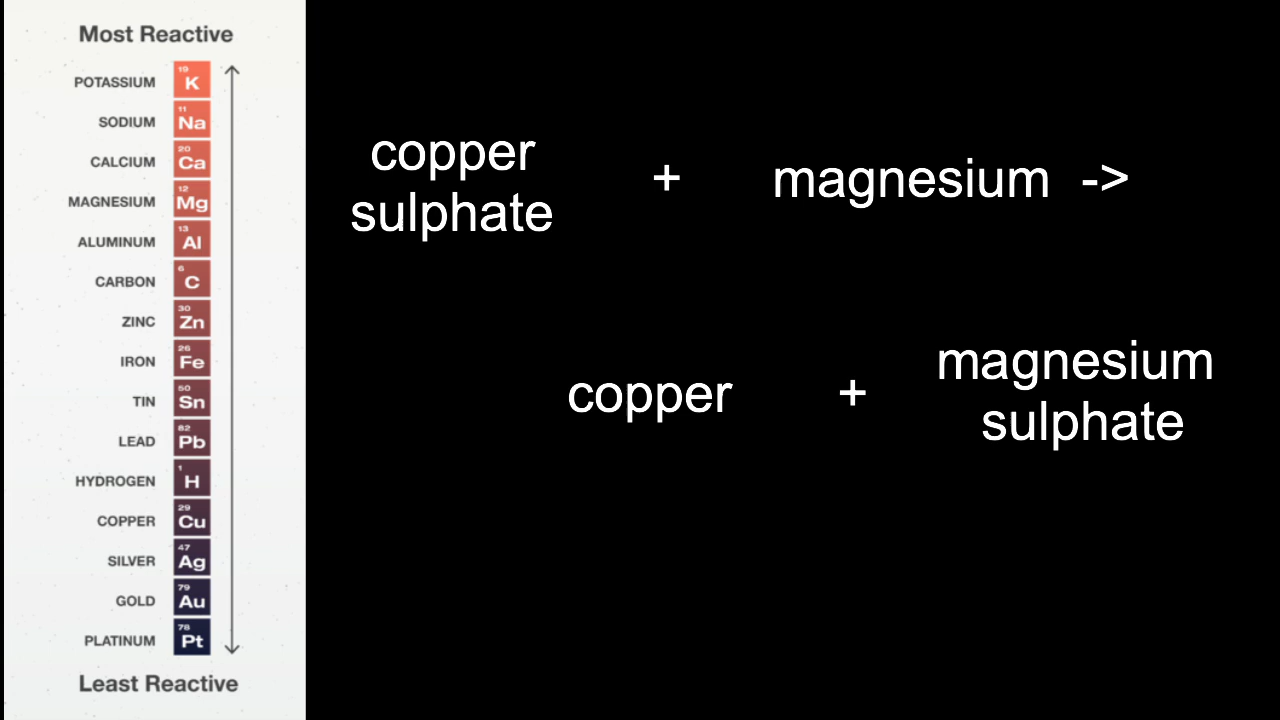 Most Reactive
POTASSIUM 19 K
SODIUM 11 Na
CALCIUM 20 Ca
MAGNESIUM 12 Mg
ALUMINUM 13 Al
CARBON 6 C
ZINC 30 Zn
IRON 26 Fe
TIN 50 Sn
LEAD 82 Pb
HYDROGEN 1 H
COPPER 29 Cu
SILVER 47 Ag
GOLD 79 Au
PLATINUM 78 Pt
Least Reactive
copper
sulphate
+
magnesium ->
copper
+
magnesium
sulphate